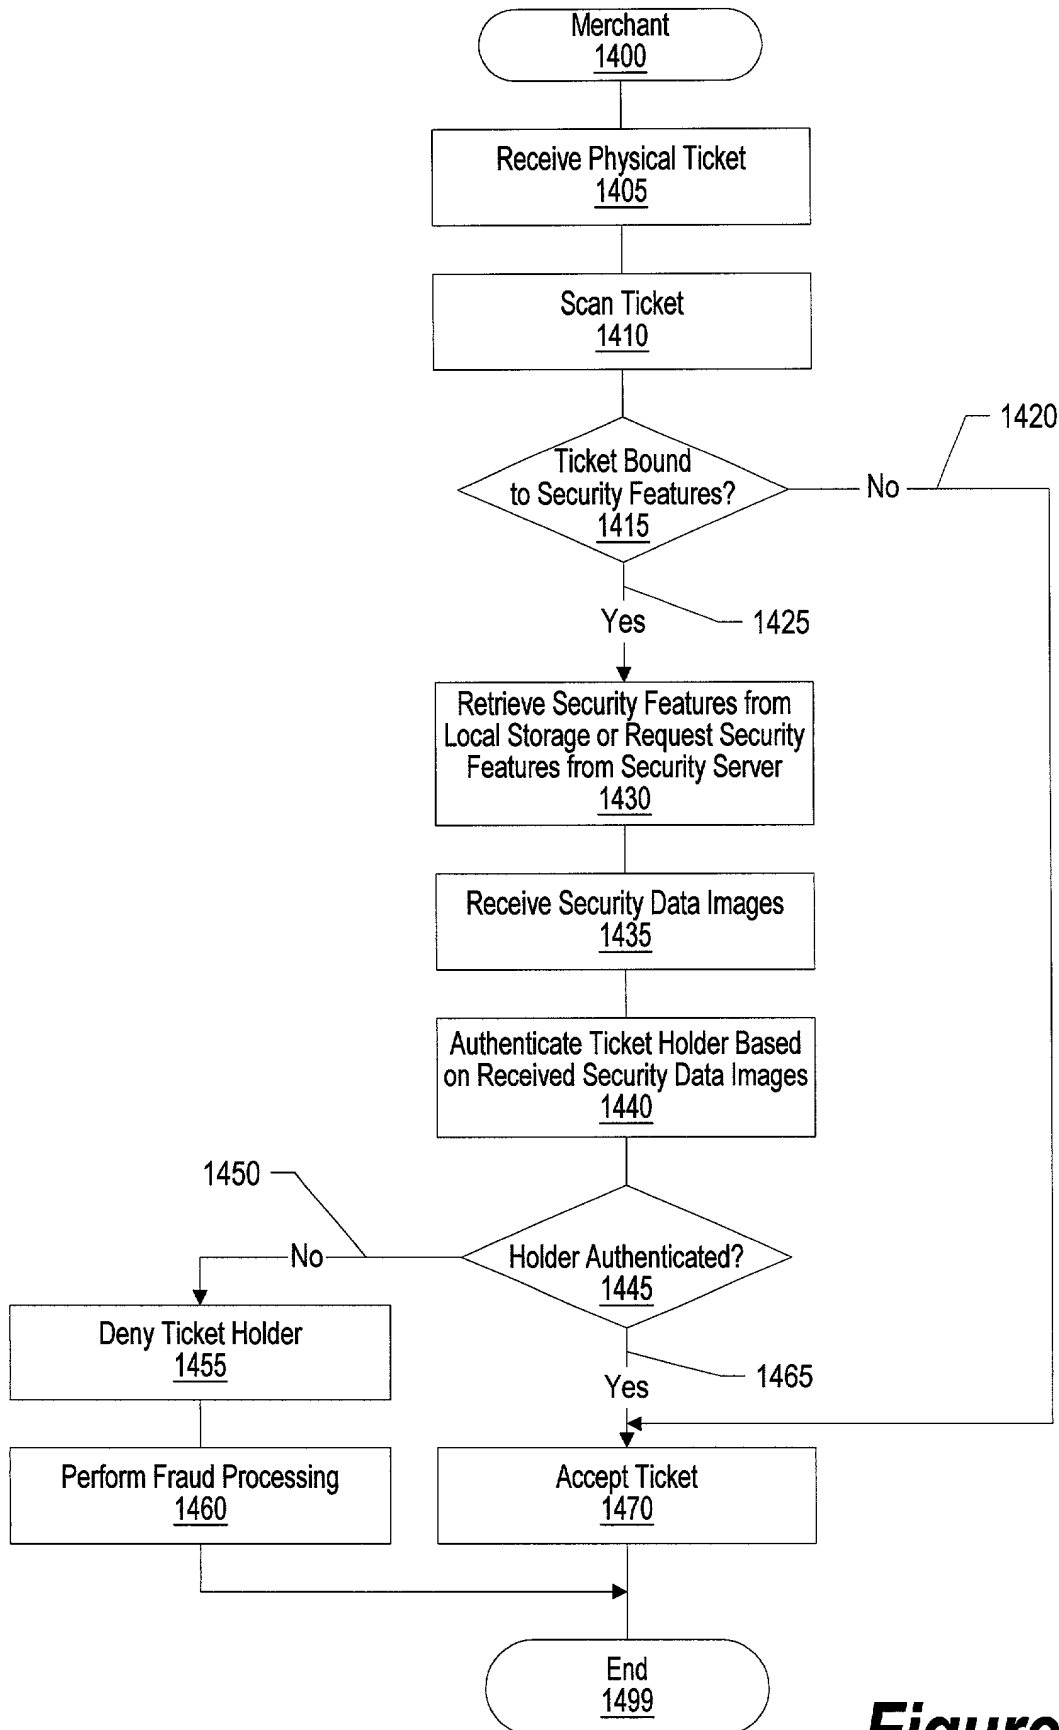 Merchant
1400
Receive Physical Ticket
1405
Scan Ticket
1410
1420
Ticket Bound
to Security Features?
1415
No
Yes
1425
Retrieve Security Features from
Local Storage or Request Security
Features from Security Server
1430
Receive Security Data Images
1435
Authenticate Ticket Holder Based
on Received Security Data Images
1440
1450
No
Holder Authenticated?
1445
Deny Ticket Holder
1455
1465
Yes
Perform Fraud Processing
1460
Accept Ticket
1470
End
1499
Figure